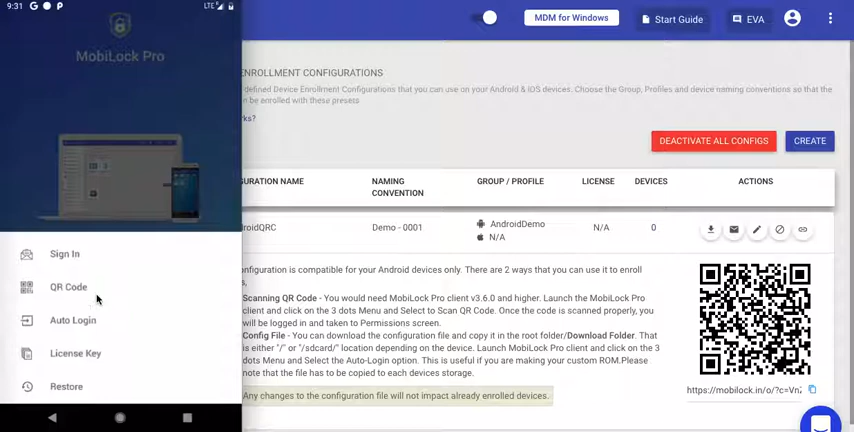 9:31 G P LTE
MobiLock Pro
Sign In
QR Code
Auto Login
License Key
Restore
MDM for Windows
Start Guide
EVA
ENROLLMENT CONFIGURATIONS
defined Device Enrollment Configurations that you can use on your Android & iOS devices. Choose the Group, Profiles and device naming conventions so that the
n be enrolled with these presets
rks?
DEACTIVATE ALL CONFIGS
CREATE
GURATION NAME
NAMING
CONVENTION
GROUP / PROFILE
LICENSE
DEVICES
ACTIONS
roidQRC
Demo - 0001
AndroidDemo
N/A
N/A
0
onfiguration is compatible for your Android devices only. There are 2 ways that you can use it to enroll
s,
Scanning QR Code - You would need MobiLock Pro client v3.6.0 and higher. Launch the MobiLock Pro
client and click on the 3 dots Menu and Select to Scan QR Code. Once the code is scanned properly, you
will be logged in and taken to Permissions screen.
Config File - You can download the configuration file and copy it in the root folder/Download Folder. That
is either "/" or "/sdcard/" location depending on the device. Launch MobiLock Pro client and click on the 3
dots Menu and Select the Auto-Login option. This is useful if you are making your custom ROM.Please
note that the file has to be copied to each devices storage.
Any changes to the configuration file will not impact already enrolled devices.
https://mobilock.in/o/?c=Vn